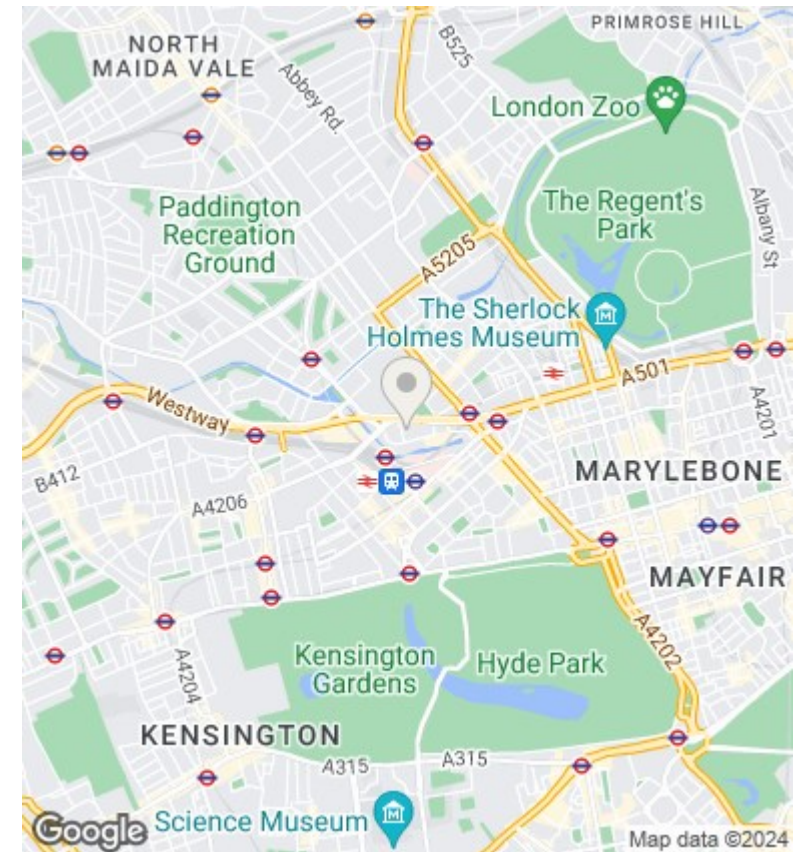 PRIMROSE HILL
NORTH
MAIDA VALE
B525
Abbey Rd.
London Zoo
The Regent's
Park
Albany St
Paddington
Recreation
Ground
A5205
The Sherlock
Holmes Museum
A501
A4201
Westway
MARYLEBONE
B412
A4206
MAYFAIR
A4202
Kensington
Gardens
Hyde Park
A4204
KENSINGTON
A315
A315
Science Museum
Google
Map data ©2024